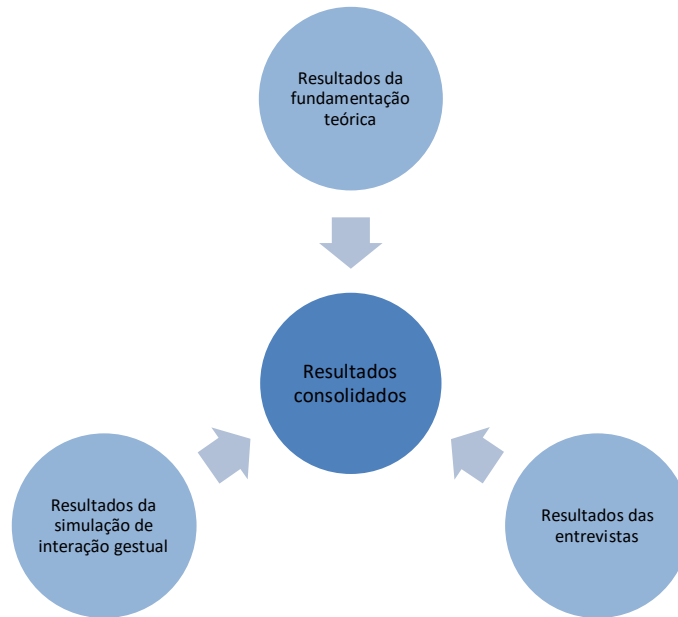 Resultados da
fundamentação
teórica
Resultados
consolidados
Resultados da
simulação de
interação gestual
Resultados das
entrevistas